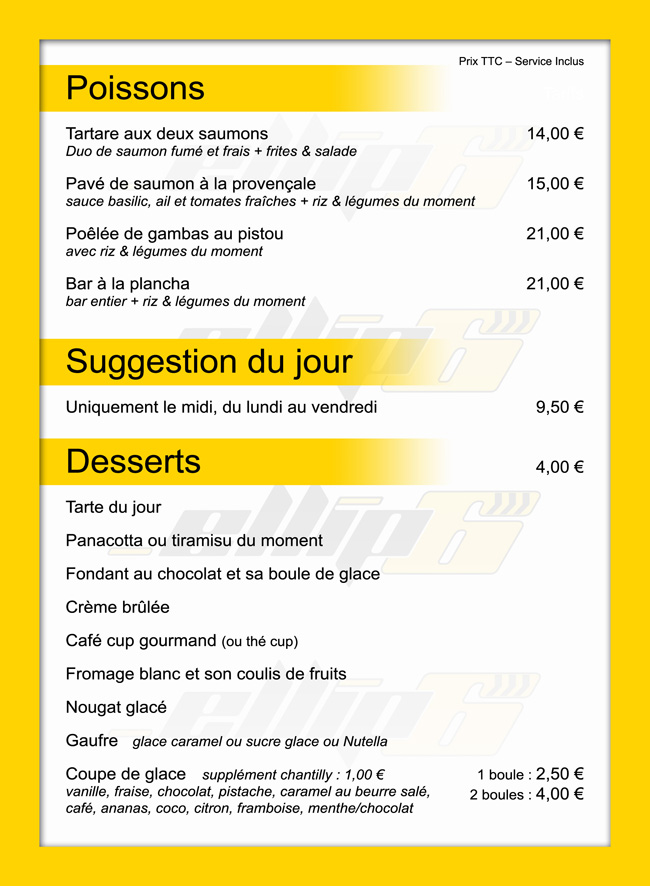 Prix TTC – Service Inclus
Poissons
Tartare aux deux saumons 14,00 €
Duo de saumon fumé et frais + frites & salade
Pavé de saumon à la provençale 15,00 €
sauce basilic, ail et tomates fraîches + riz & légumes du moment
Poêlée de gambas au pistou 21,00 €
avec riz & légumes du moment
Bar à la plancha 21,00 €
bar entier + riz & légumes du moment
Suggestion du jour
Uniquement le midi, du lundi au vendredi 9,50 €
Desserts 4,00 €
Tarte du jour
Panacotta ou tiramisu du moment
Fondant au chocolat et sa boule de glace
Crème brûlée
Café cup gourmand (ou thé cup)
Fromage blanc et son coulis de fruits
Nougat glacé
Gaufre glace caramel ou sucre glace ou Nutella
Coupe de glace supplément chantilly : 1,00 € 1 boule : 2,50 €
vanille, fraise, chocolat, pistache, caramel au beurre salé, 2 boules : 4,00 €
café, ananas, coco, citron, framboise, menthe/chocolat
ellip6
ellip6
ellip6
ellip6